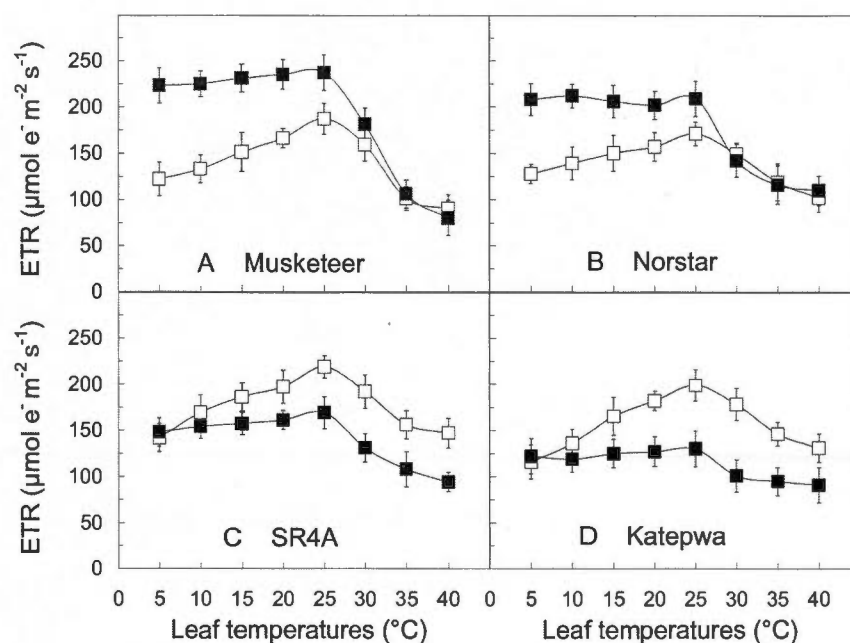 ETR (µmol e⁻ m⁻² s⁻¹)
250
200
150
100
50
0
A Musketeer
B Norstar
ETR (µmol e⁻ m⁻² s⁻¹)
250
200
150
100
50
0
C SR4A
D Katepwa
0 5 10 15 20 25 30 35 40
0 5 10 15 20 25 30 35 40
Leaf temperatures (°C)
Leaf temperatures (°C)